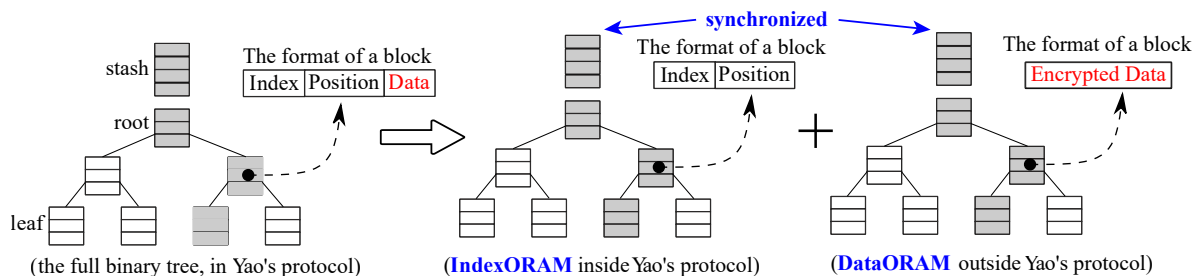 synchronized
The format of a block
Index Position Data
stash
root
leaf
(the full binary tree, in Yao's protocol)
The format of a block
Index Position
(IndexORAM inside Yao's protocol)
+
The format of a block
Encrypted Data
(DataORAM outside Yao's protocol)